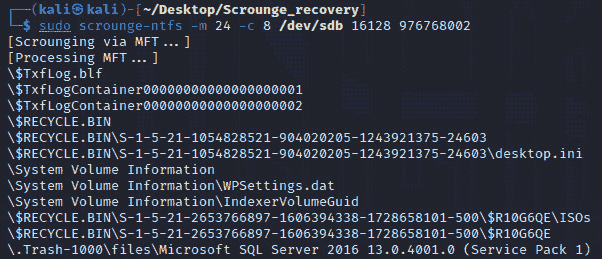 ┌──(kali㉿kali)-[~/Desktop/Scrounge_recovery]
└─$ sudo scrounge-ntfs -m 24 -c 8 /dev/sdb 16128 976768002
[Scrounging via MFT...]
[Processing MFT...]
\$TxfLog.blf
\$TxfLogContainer00000000000000000001
\$TxfLogContainer00000000000000000002
\$RECYCLE.BIN
\$RECYCLE.BIN\S-1-5-21-1054828521-904020205-1243921375-24603
\$RECYCLE.BIN\S-1-5-21-1054828521-904020205-1243921375-24603\desktop.ini
\System Volume Information
\System Volume Information\WPSettings.dat
\System Volume Information\IndexerVolumeGuid
\$RECYCLE.BIN\S-1-5-21-2653766897-1606394338-1728658101-500\$R10G6QE\ISOs
\$RECYCLE.BIN\S-1-5-21-2653766897-1606394338-1728658101-500\$R10G6QE
\.Trash-1000\files\Microsoft SQL Server 2016 13.0.4001.0 (Service Pack 1)